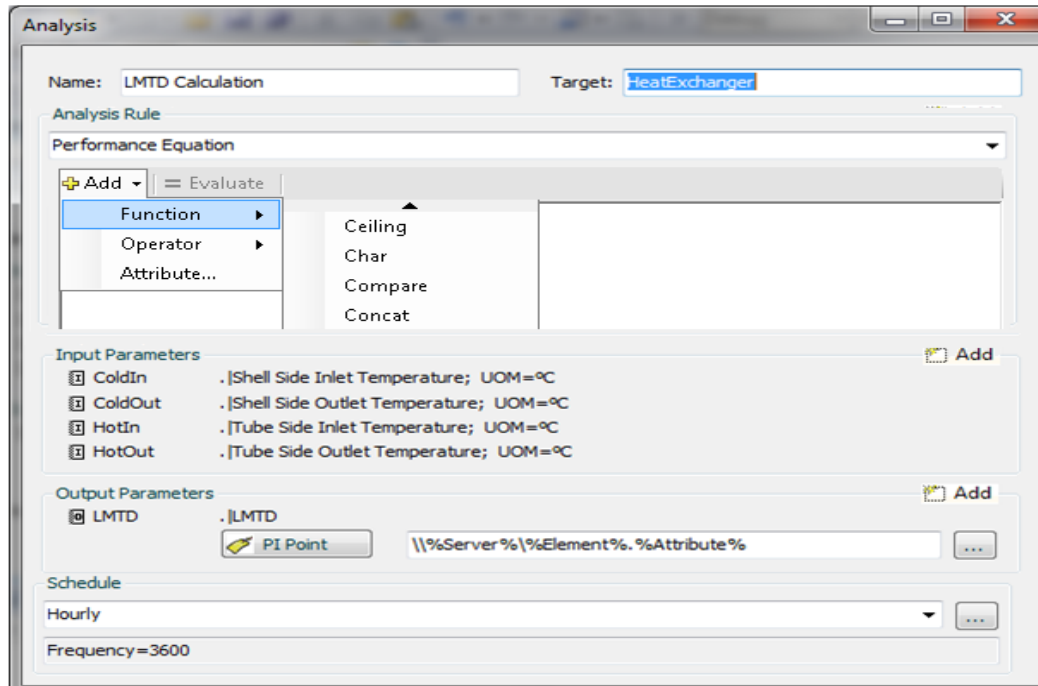 Analysis
Name: LMTD Calculation Target: HeatExchanger
Analysis Rule
Performance Equation
Add = Evaluate
Function Ceiling
Operator Char
Attribute... Compare
Concat
Input Parameters Add
ColdIn .|Shell Side Inlet Temperature; UOM=ºC
ColdOut .|Shell Side Outlet Temperature; UOM=ºC
HotIn .|Tube Side Inlet Temperature; UOM=ºC
HotOut .|Tube Side Outlet Temperature; UOM=ºC
Output Parameters Add
LMTD .|LMTD
PI Point \\%Server%\%Element%.%Attribute% ...
Schedule
Hourly ...
Frequency=3600